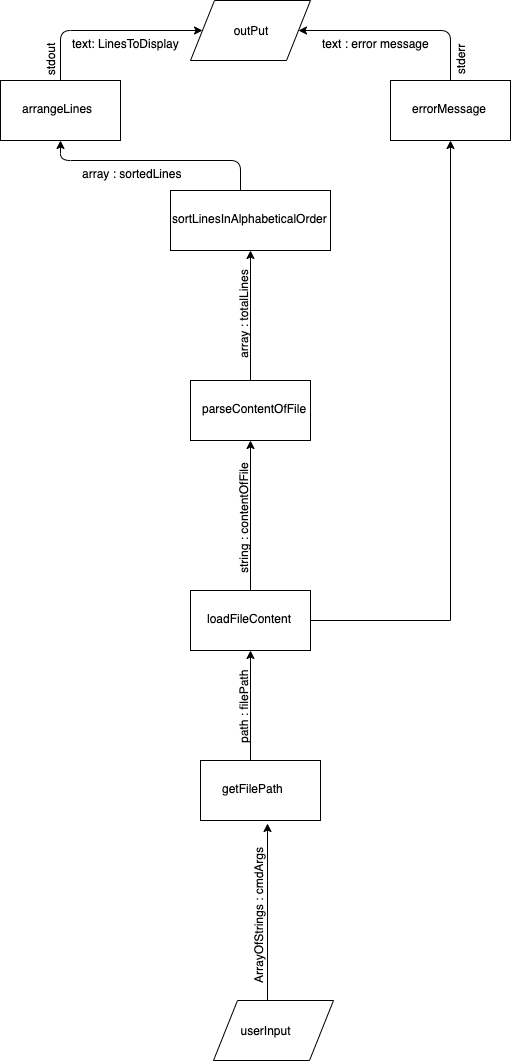 outPut
text: LinesToDisplay
text : error message
stdout
stderr
arrangeLines
errorMessage
array : sortedLines
sortLinesInAlphabeticalOrder
array : totalLines
parseContentOfFile
string : contentOfFile
loadFileContent
path : filePath
getFilePath
ArrayOfStrings : cmdArgs
userInput